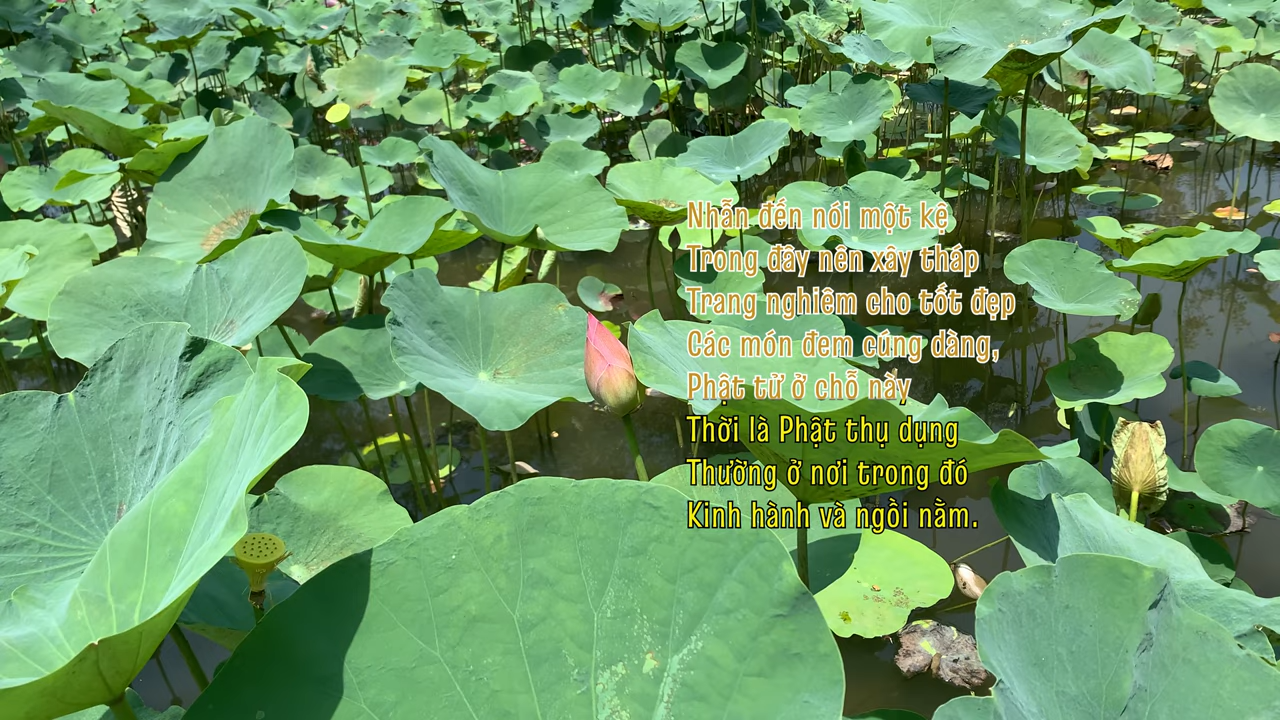 Nhẫn đến nói một kệ
Trong đây nên xây tháp
Trang nghiêm cho tốt đẹp
Các món đem cúng dàng,
Phật tử ở chỗ nầy
Thời là Phật thụ dụng
Thường ở nơi trong đó
Kinh hành và ngồi nằm.